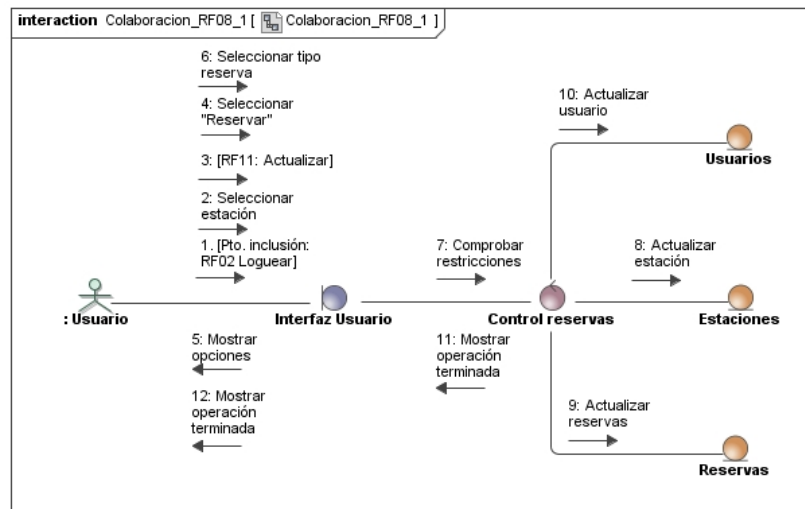 interaction Colaboracion_RF08_1 [ Colaboracion_RF08_1 ]
6: Seleccionar tipo
reserva
4: Seleccionar
"Reservar"
3: [RF11: Actualizar]
2: Seleccionar
estación
1. [Pto. inclusión:
RF02 Loguear]
10: Actualizar
usuario
Usuarios
7: Comprobar
restricciones
8: Actualizar
estación
: Usuario
Interfaz Usuario
Control reservas
Estaciones
5: Mostrar
opciones
12: Mostrar
operación
terminada
11: Mostrar
operación
terminada
9: Actualizar
reservas
Reservas